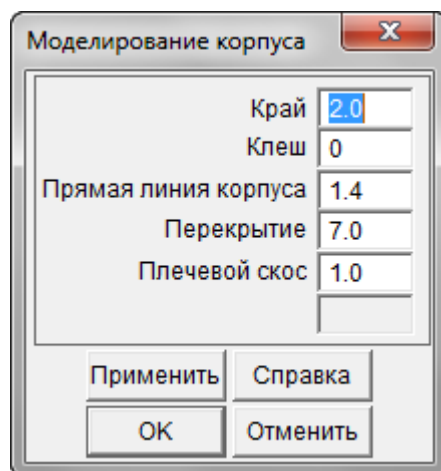 Моделирование корпуса
Край 2.0
Клеш 0
Прямая линия корпуса 1.4
Перекрытие 7.0
Плечевой скос 1.0
Применить Справка
OK Отменить